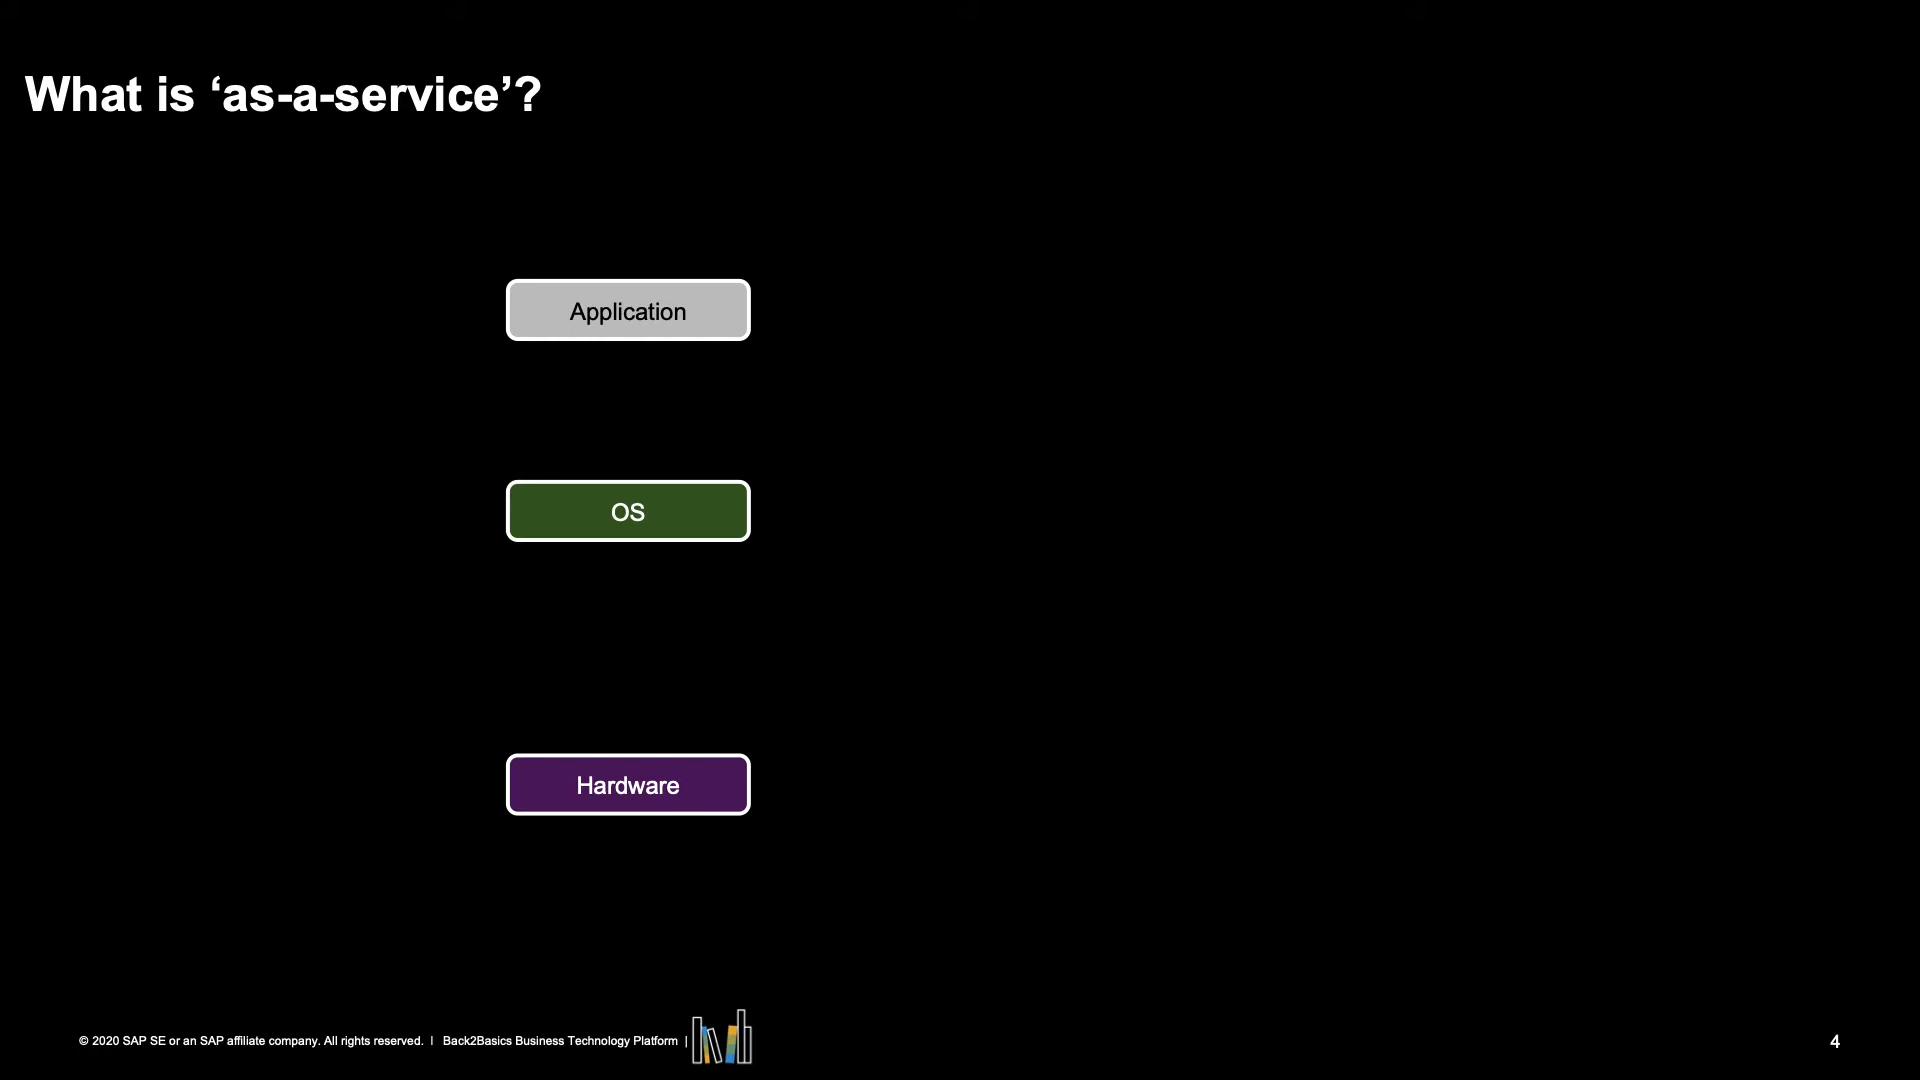 What is ‘as-a-service’?
Application
OS
Hardware
© 2020 SAP SE or an SAP affiliate company. All rights reserved. | Back2Basics Business Technology Platform |
4